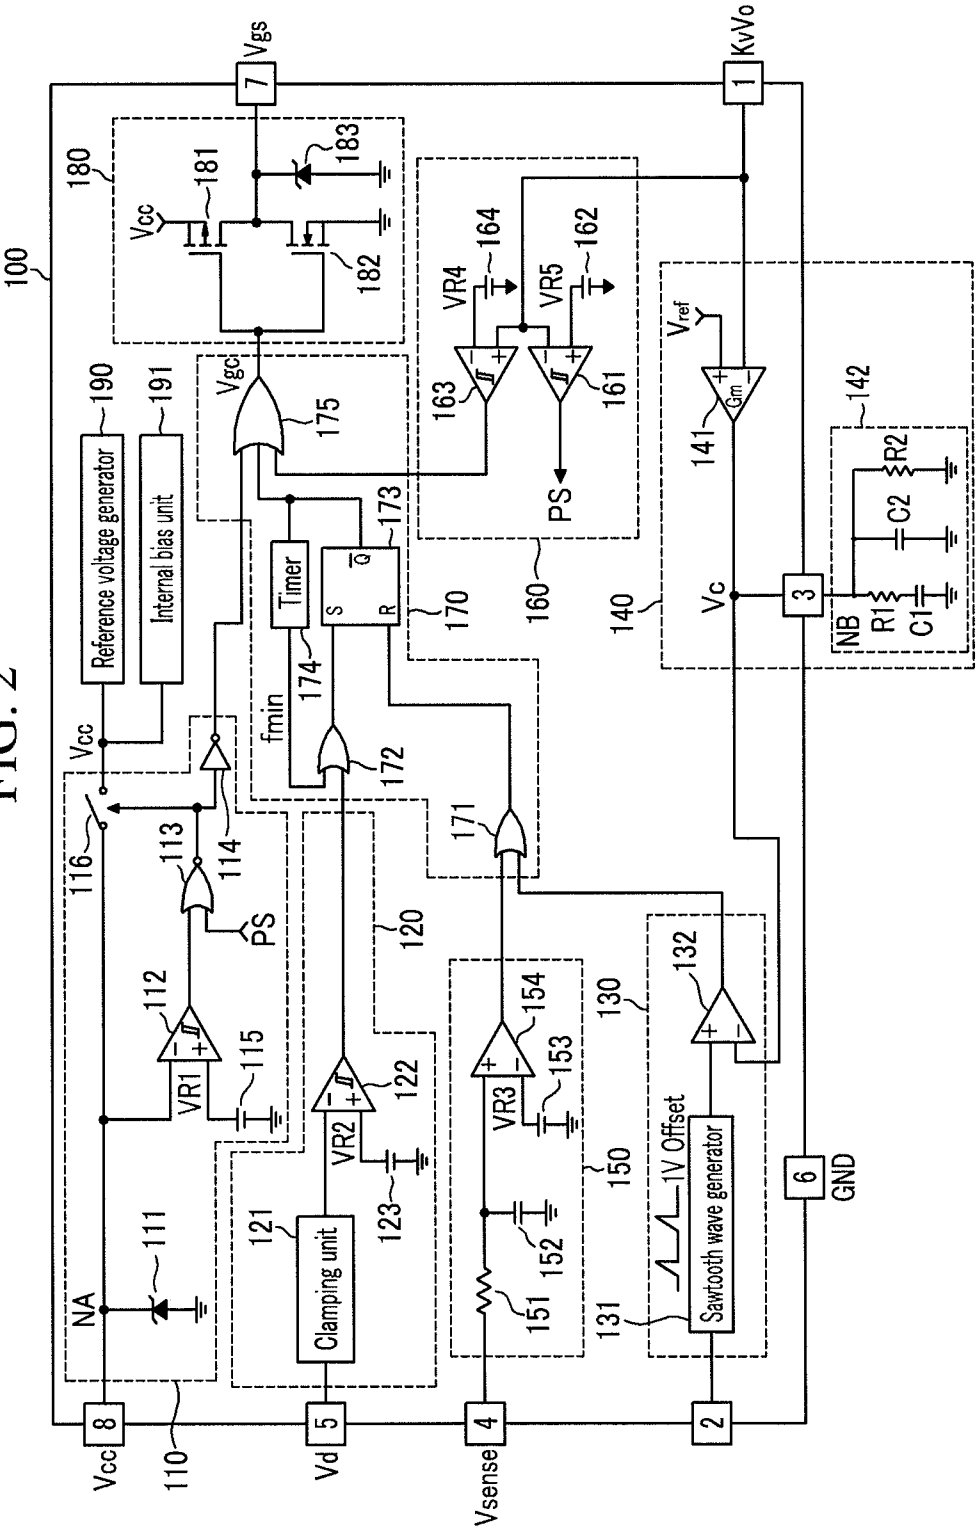 FIG. 2
100
Vcc
8
110
NA
111
VR1
112
115
113
PS
114
116
Vcc
Reference voltage generator
190
Internal bias unit
191
180
Vcc
181
182
183
7
Vgs
Vd
5
121
Clamping unit
VR2
123
122
120
fmin
172
174
Timer
S
R
Q
173
170
175
Vgc
Vsense
4
151
152
VR3
153
154
150
171
160
PS
161
163
VR4
164
VR5
162
2
131
Sawtooth wave generator
1V Offset
132
130
140
Vc
141
Gm
Vref
1
KvVo
3
NB
R1
C1
C2
R2
142
6
GND